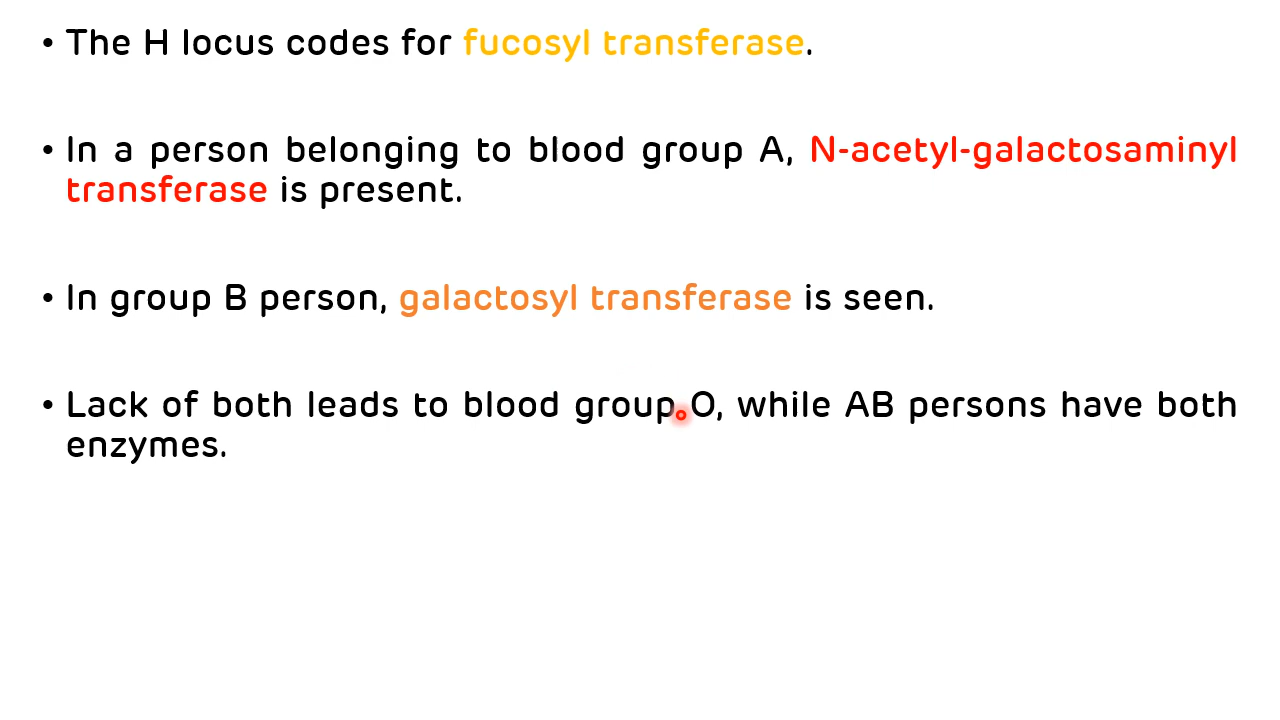 • The H locus codes for fucosyl transferase.
• In a person belonging to blood group A, N-acetyl-galactosaminyl
transferase is present.
• In group B person, galactosyl transferase is seen.
• Lack of both leads to blood group O, while AB persons have both
enzymes.